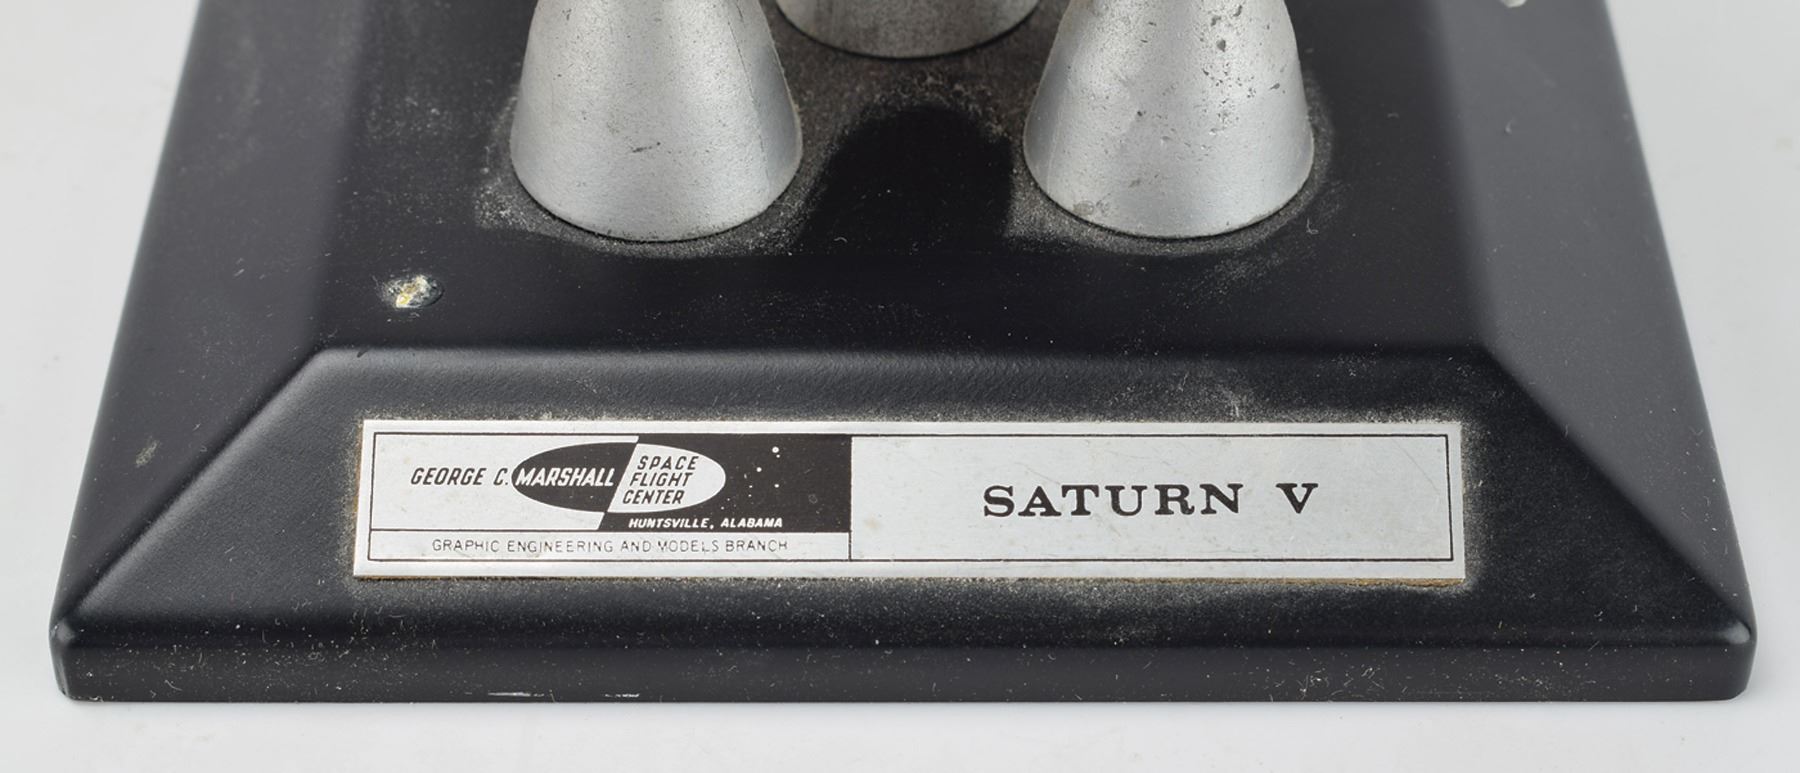 GEORGE C. MARSHALL SPACE FLIGHT CENTER
HUNTSVILLE, ALABAMA
GRAPHIC ENGINEERING AND MODELS BRANCH
SATURN V